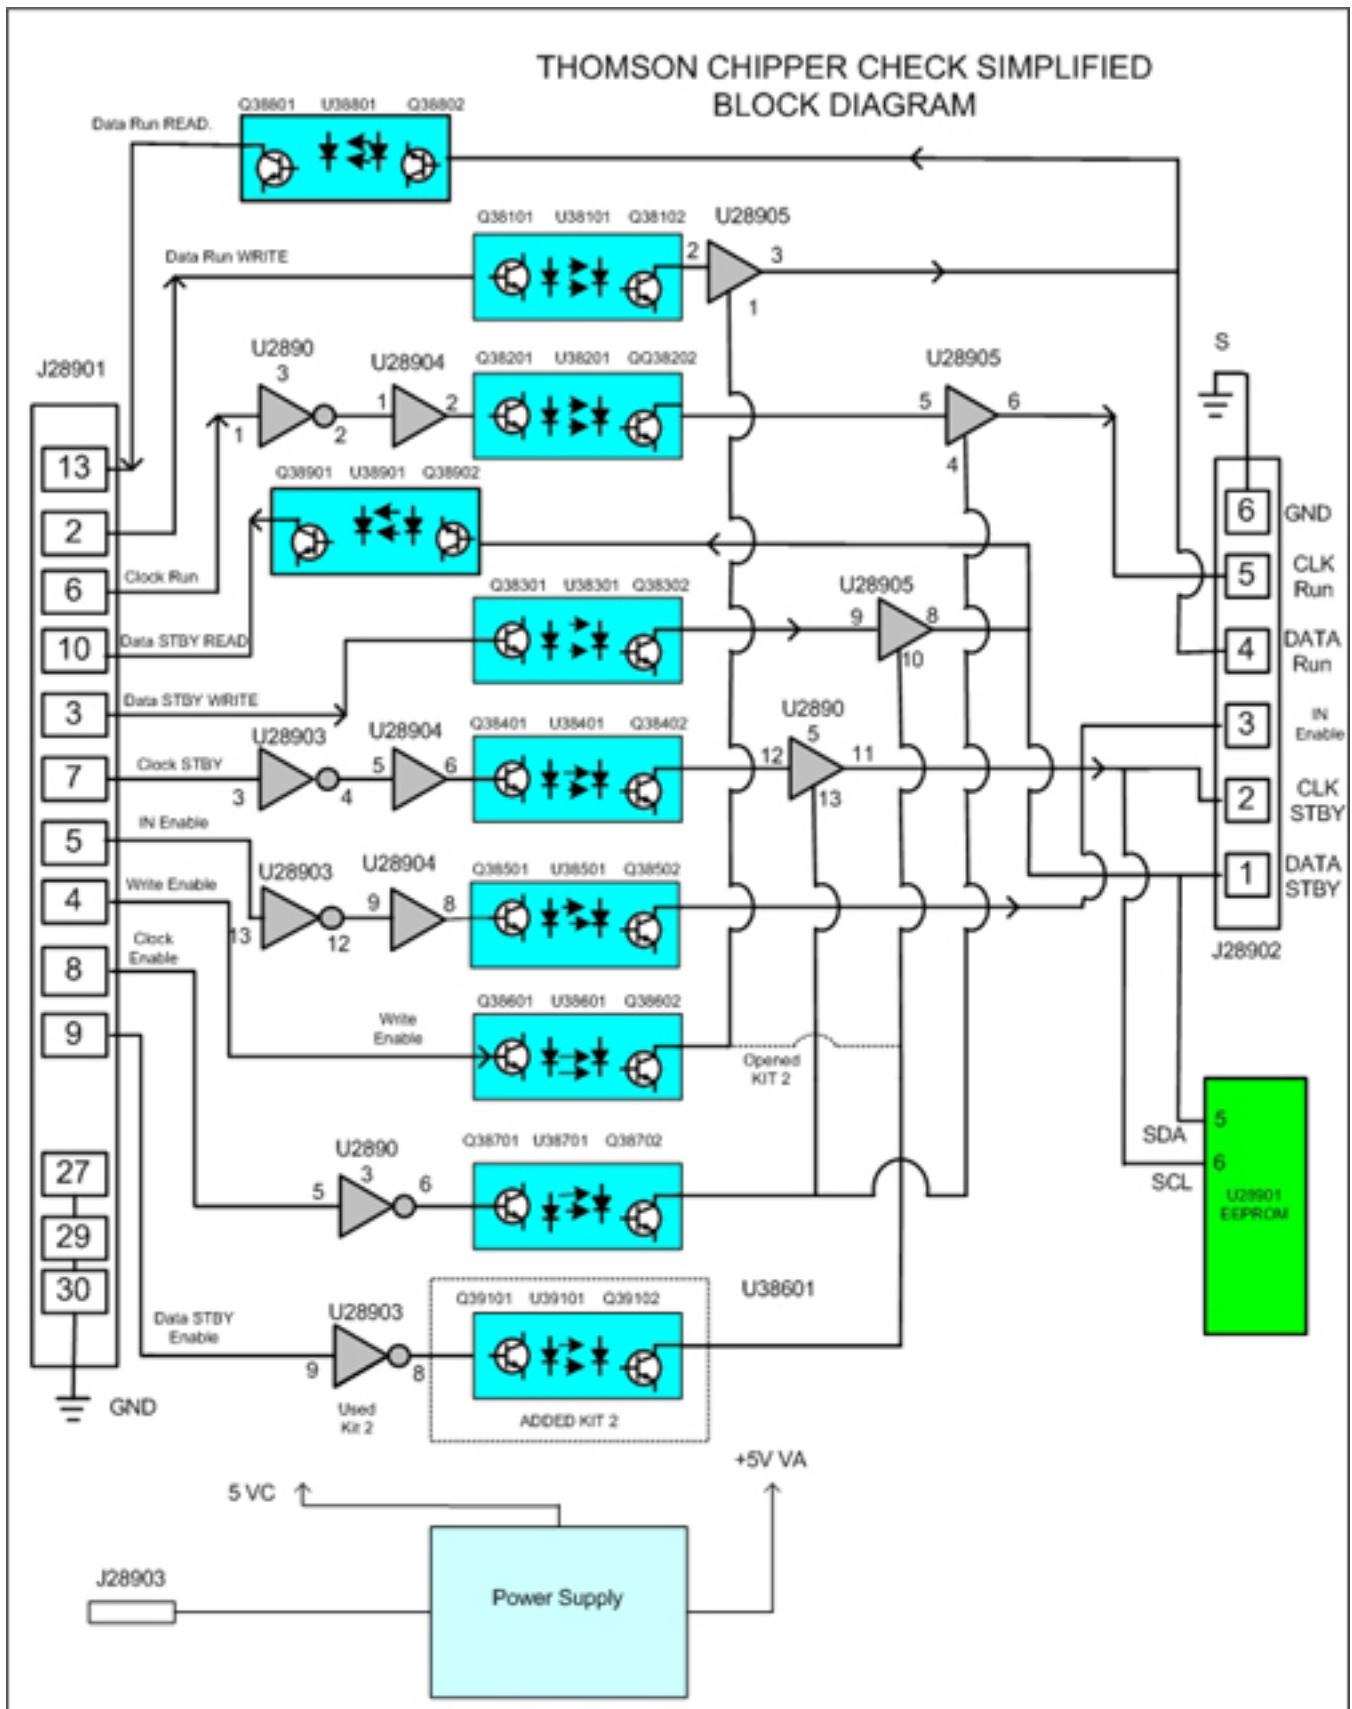 THOMSON CHIPPER CHECK SIMPLIFIED
BLOCK DIAGRAM
Q38801 U38801 Q38802
Data Run READ.
Q38101 U38101 Q38102
U28905
2
3
1
Data Run WRITE
U2890
3
1
2
U28904
1
2
Q38201 U38201 QQ38202
U28905
5
6
4
S
J28901
13
2
6
10
3
7
5
4
8
9
27
29
30
GND
Q38901 U38901 Q38902
Clock Run
Data STBY READ
Q38301 U38301 Q38302
U28905
9
8
10
Data STBY WRITE
U28903
3
4
U28904
5
6
Q38401 U38401 Q38402
U2890
5
12
11
13
Clock STBY
IN Enable
U28903
13
12
U28904
9
8
Q38501 U38501 Q38502
Write Enable
Clock
Enable
Q38601 U38601 Q38602
Write
Enable
Opened
KIT 2
U2890
3
5
6
Q38701 U38701 Q38702
Data STBY
Enable
U28903
9
8
Used
Kit 2
Q39101 U39101 Q39102
ADDED KIT 2
U38601
6
GND
5
CLK
Run
4
DATA
Run
3
IN
Enable
2
CLK
STBY
1
DATA
STBY
J28902
SDA
5
SCL
6
U28901
EEPROM
5 VC
+5V VA
J28903
Power Supply